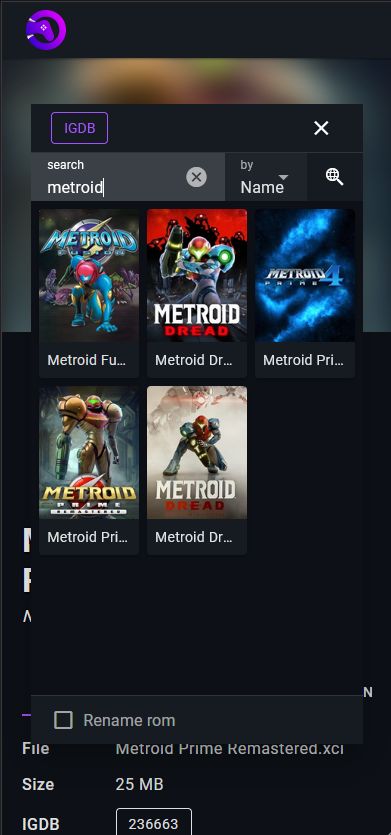 IGDB
search
metroid
by
Name
METROID
FUSION
METROID
DREAD
METROID
PRIME 4
Metroid Fu...
Metroid Dr...
Metroid Pri...
METROID
PRIME
REMASTERED
METROID
DREAD
Metroid Pri...
Metroid Dr...
N
Rename rom
File
Metroid Prime Remastered.xci
Size
25 MB
IGDB
236663